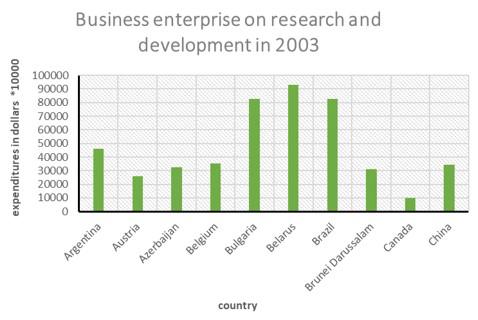 Business enterprise on research and
development in 2003
expenditures in dollars *10000
100000
90000
80000
70000
60000
50000
40000
30000
20000
10000
0
Argentina
Austria
Azerbaijan
Belgium
Bulgaria
Belarus
Brazil
Brunei Darussalam
Canada
China
country